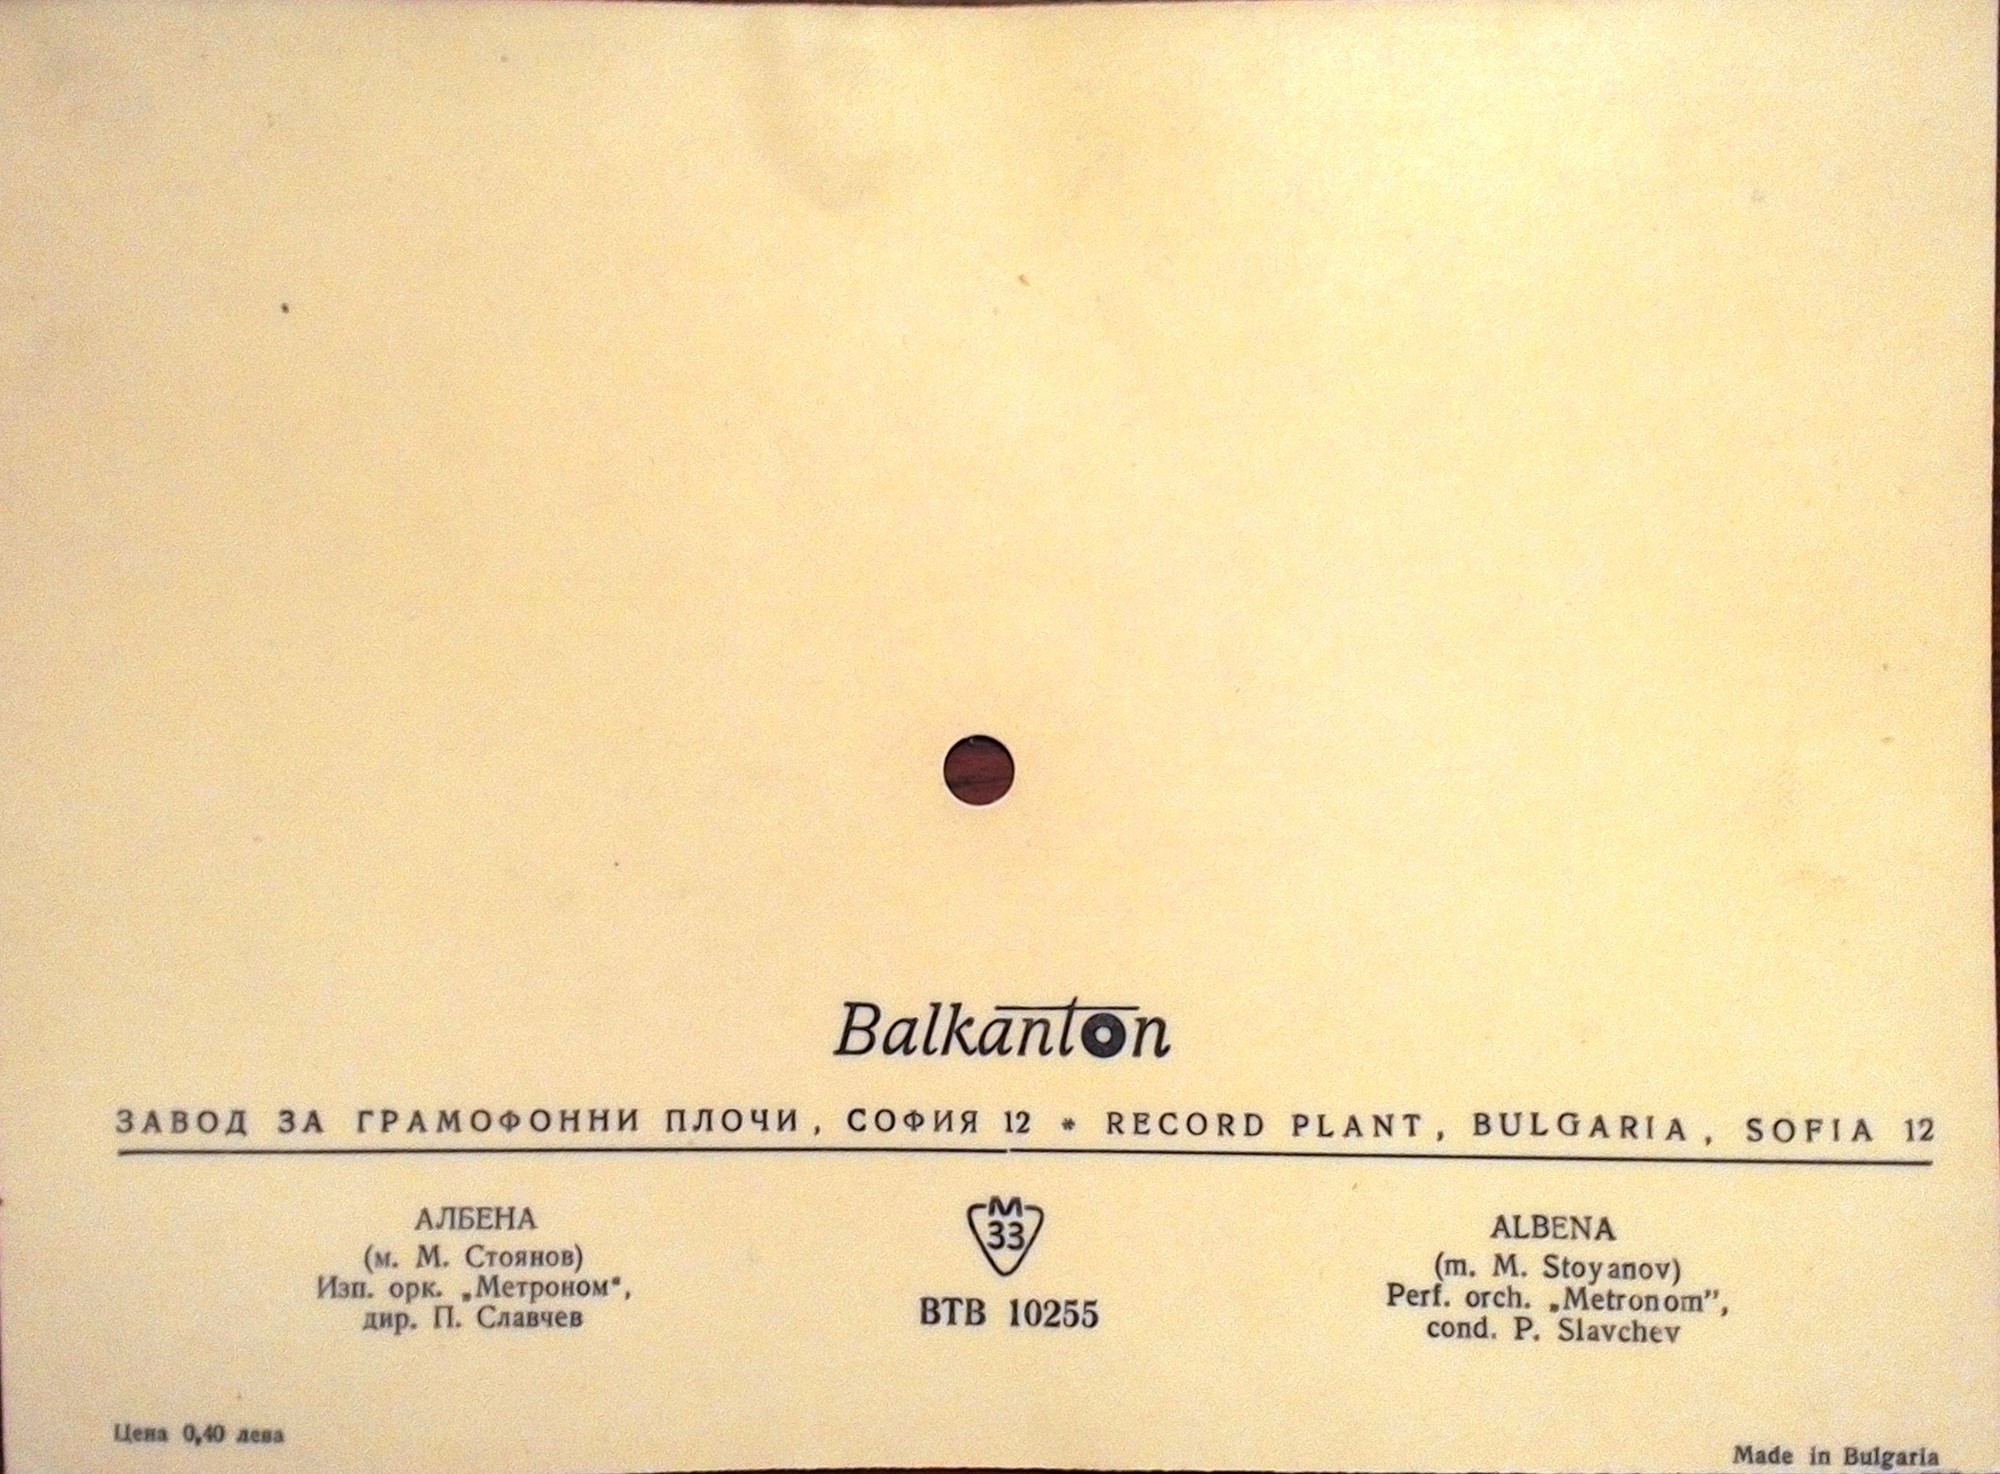 Balkanton
ЗАВОД ЗА ГРАМОФОННИ ПЛОЧИ, СОФИЯ 12 * RECORD PLANT, BULGARIA, SOFIA 12
АЛБЕНА
(м. М. Стоянов)
Изп. орк. „Метроном“,
дир. П. Славчев
М
33
ВТВ 10255
ALBENA
(m. M. Stoyanov)
Perf. orch. „Metronom”,
cond. P. Slavchev
Цена 0,40 лева
Made in Bulgaria